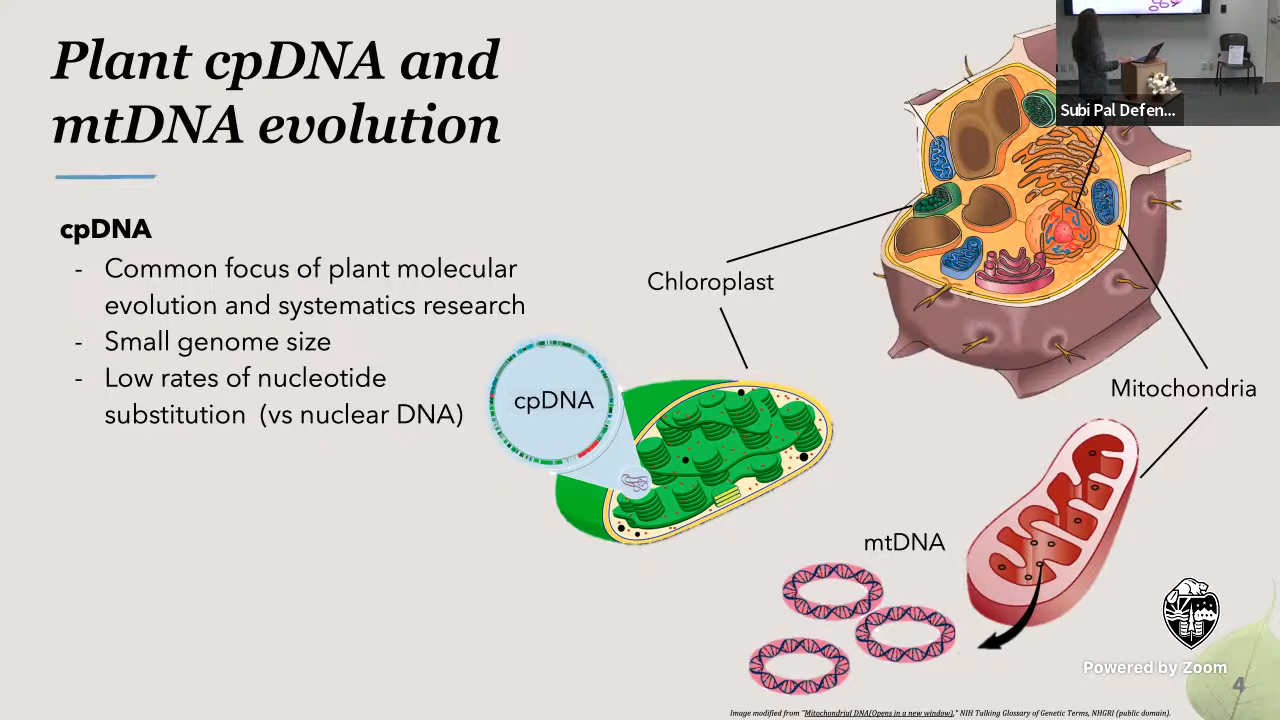 Plant cpDNA and
mtDNA evolution
Subi Pal Defen...
cpDNA
- Common focus of plant molecular
evolution and systematics research
- Small genome size
- Low rates of nucleotide
substitution (vs nuclear DNA)
Chloroplast
Mitochondria
cpDNA
mtDNA
Powered by Zoom
4
Image modified from "Mitochondrial DNA(Opens in a new window)," NIH Talking Glossary of Genetic Terms, NHGRI (public domain).